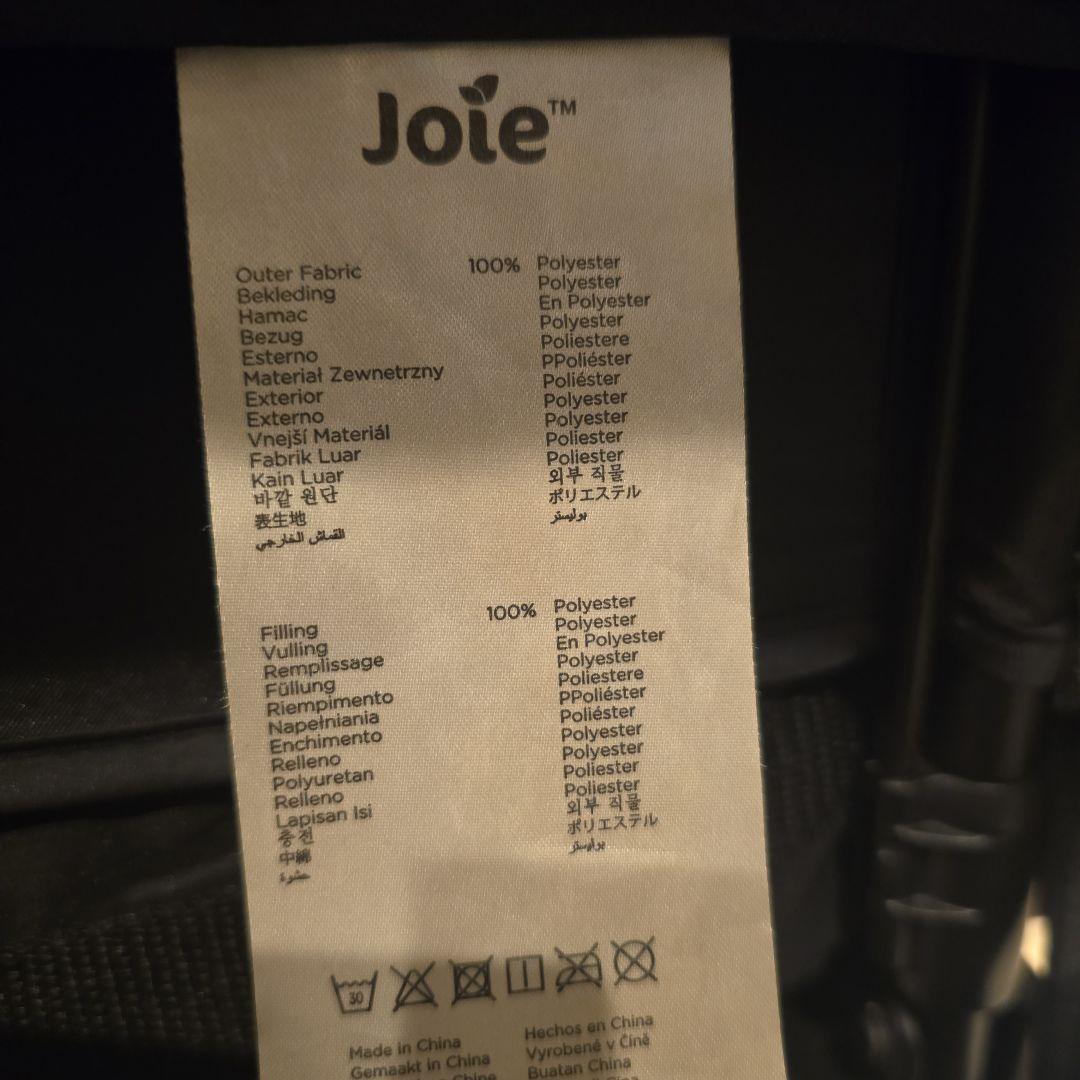 Joie™
Outer Fabric 100% Polyester
Bekleding Polyester
Hamac En Polyester
Bezug Polyester
Esterno Poliestere
Materiał Zewnetrzny PPoliéster
Exterior Poliéster
Externo Polyester
Vnejší Materiál Polyester
Fabrik Luar Poliester
Kain Luar Poliester
바깥 원단 외부 직물
表生地 ポリエステル
القماش الخارجي بوليستر
Filling 100% Polyester
Vulling Polyester
Remplissage En Polyester
Füllung Polyester
Riempimento Poliestere
Napełniania PPoliéster
Enchimento Poliéster
Relleno Polyester
Polyuretan Polyester
Relleno Poliester
Lapisan Isi Poliester
충전 외부 직물
中綿 ポリエステル
حشوة بوليستر
30
Made in China Hechos en China
Gemaakt in China Vyrobené v Číně
Chine Buatan China